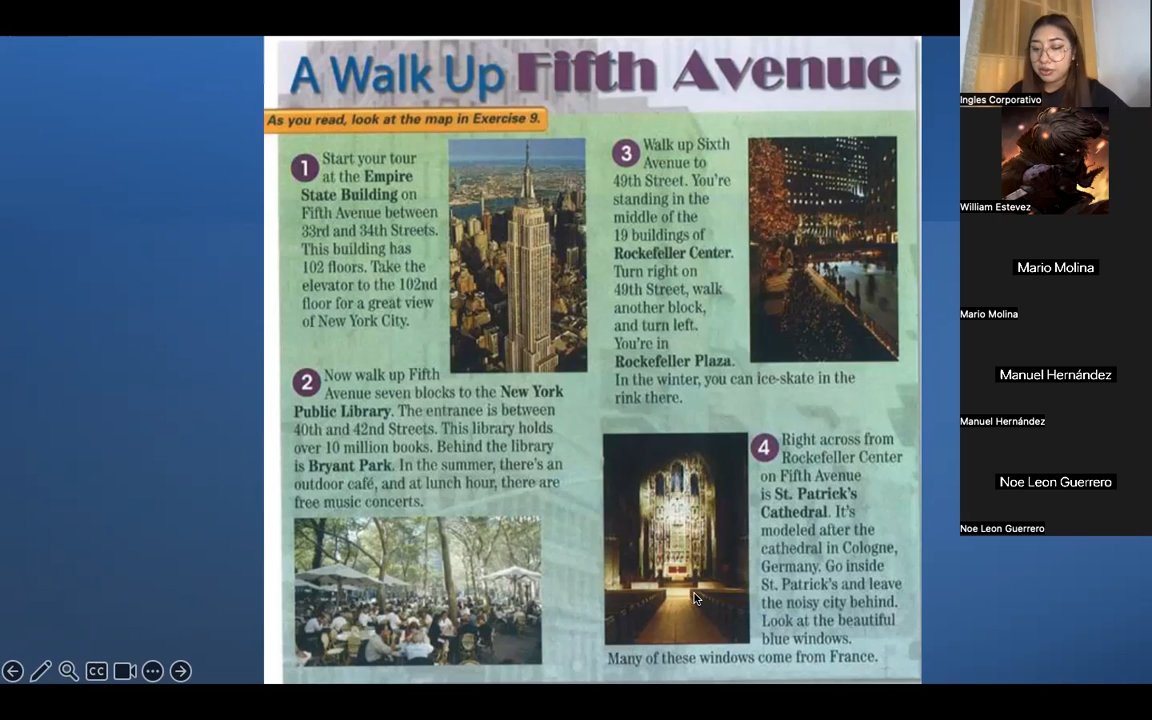 A Walk Up Fifth Avenue
As you read, look at the map in Exercise 9.
1 Start your tour
at the Empire
State Building on
Fifth Avenue between
33rd and 34th Streets.
This building has
102 floors. Take the
elevator to the 102nd
floor for a great view
of New York City.
2 Now walk up Fifth
Avenue seven blocks to the New York
Public Library. The entrance is between
40th and 42nd Streets. This library holds
over 10 million books. Behind the library
is Bryant Park. In the summer, there's an
outdoor café, and at lunch hour, there are
free music concerts.
3 Walk up Sixth
Avenue to
49th Street. You're
standing in the
middle of the
19 buildings of
Rockefeller Center.
Turn right on
49th Street, walk
another block,
and turn left.
You're in
Rockefeller Plaza.
In the winter, you can ice-skate in the
rink there.
4 Right across from
Rockefeller Center
on Fifth Avenue
is St. Patrick's
Cathedral. It's
modeled after the
cathedral in Cologne,
Germany. Go inside
St. Patrick's and leave
the noisy city behind.
Look at the beautiful
blue windows.
Many of these windows come from France.
CC
Ingles Corporativo
William Estevez
Mario Molina
Mario Molina
Manuel Hernández
Manuel Hernández
Noe Leon Guerrero
Noe Leon Guerrero